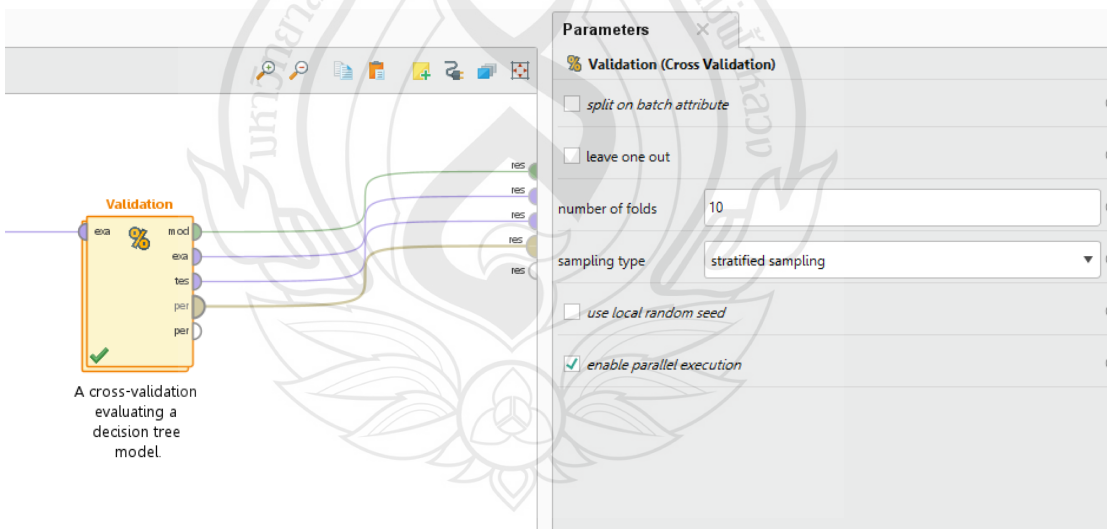 Parameters
Validation (Cross Validation)
split on batch attribute
leave one out
number of folds 10
sampling type stratified sampling
use local random seed
enable parallel execution
res
res
res
res
res
Validation
exa mod
exa
tes
per
per
A cross-validation
evaluating a
decision tree
model.